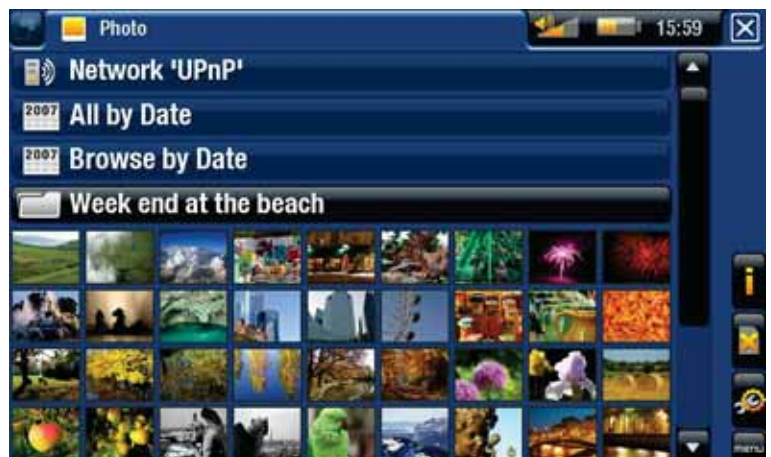 Photo
15:59
Network 'UPnP'
2007 All by Date
2007 Browse by Date
Week end at the beach
i
menu